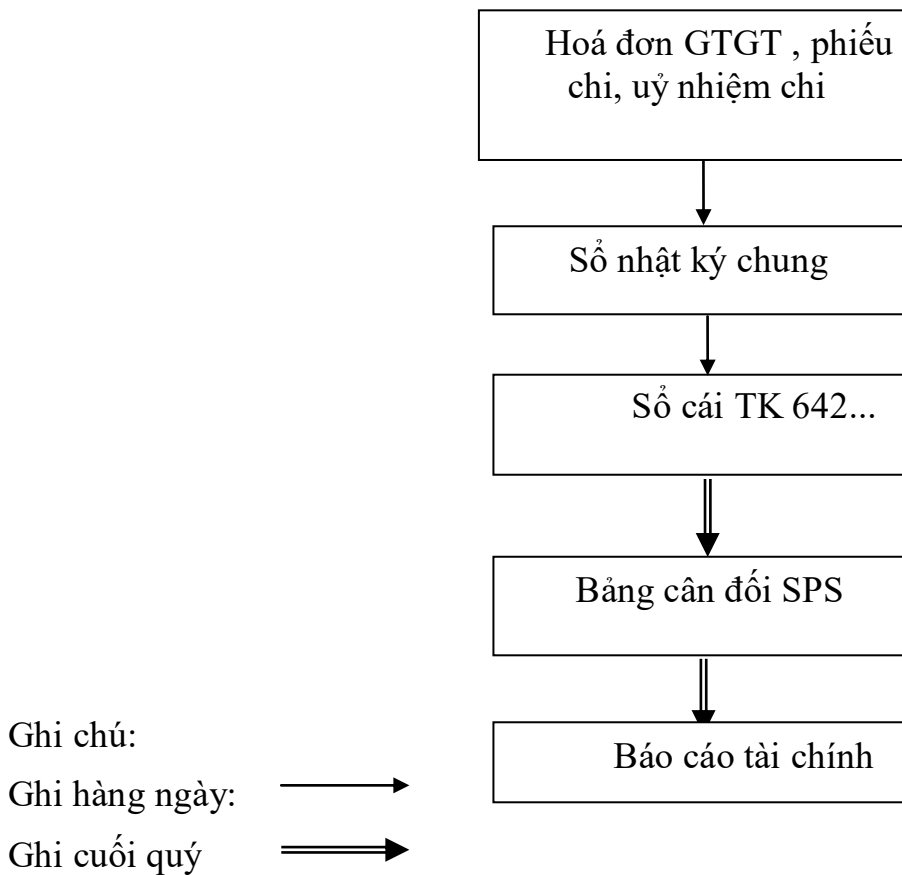 Hoá đơn GTGT , phiếu
chi, uỷ nhiệm chi
Sổ nhật ký chung
Sổ cái TK 642...
Bảng cân đối SPS
Báo cáo tài chính
Ghi chú:
Ghi hàng ngày:
Ghi cuối quý